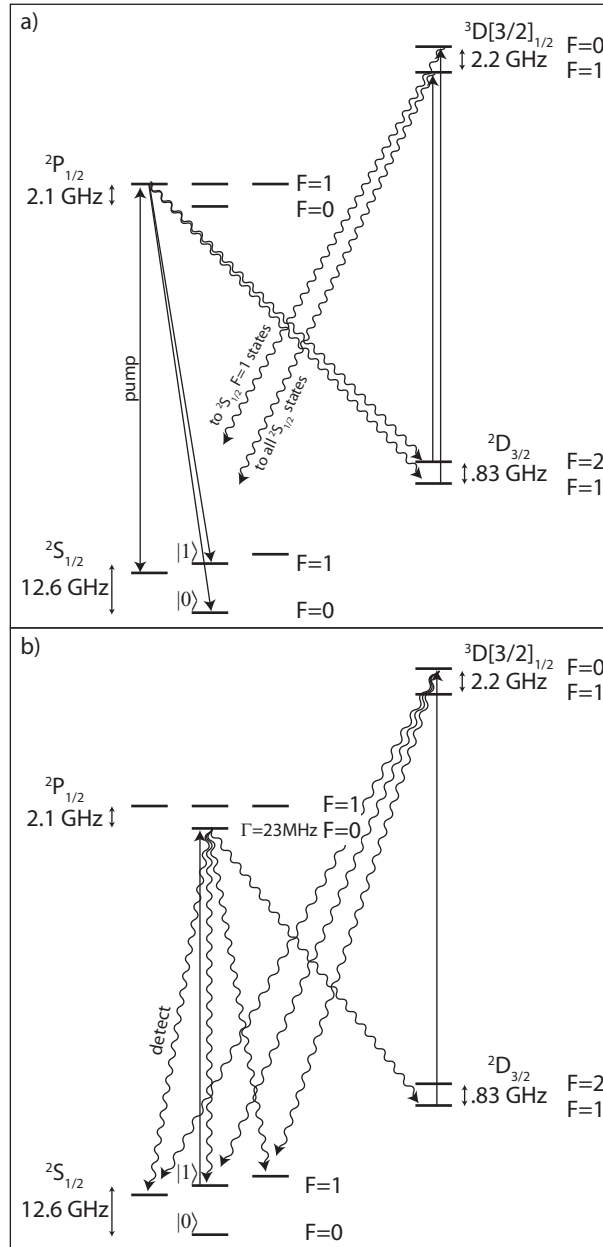 a)
³D[3/2]₁/₂
F=0
2.2 GHz
F=1
²P₁/₂
F=1
2.1 GHz
F=0
pump
to ²S₁/₂ F=1 states
to all ²S₁/₂ states
²D₃/₂
F=2
.83 GHz
F=1
²S₁/₂
|1⟩
F=1
12.6 GHz
|0⟩
F=0
b)
³D[3/2]₁/₂
F=0
2.2 GHz
F=1
²P₁/₂
F=1
2.1 GHz
Γ=23MHz
F=0
detect
²D₃/₂
F=2
.83 GHz
F=1
²S₁/₂
|1⟩
F=1
12.6 GHz
|0⟩
F=0